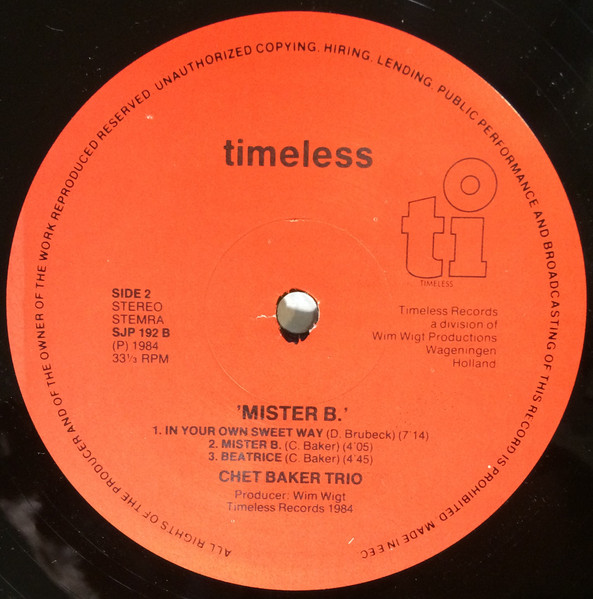 ALL RIGHTS OF THE PRODUCER AND OF THE OWNER OF THE WORK REPRODUCED RESERVED. UNAUTHORIZED COPYING, HIRING, LENDING, PUBLIC PERFORMANCE AND BROADCASTING OF THIS RECORD IS PROHIBITED MADE IN EEC.
timeless
ti
TIMELESS
SIDE 2
STEREO
STEMRA
SJP 192 B
(P) 1984
33⅓ RPM
Timeless Records
a division of
Wim Wigt Productions
Wageningen
Holland
'MISTER B.'
1. IN YOUR OWN SWEET WAY (D. Brubeck) (7'14)
2. MISTER B. (C. Baker) (4'05)
3. BEATRICE (C. Baker) (4'45)
CHET BAKER TRIO
Producer: Wim Wigt
Timeless Records 1984